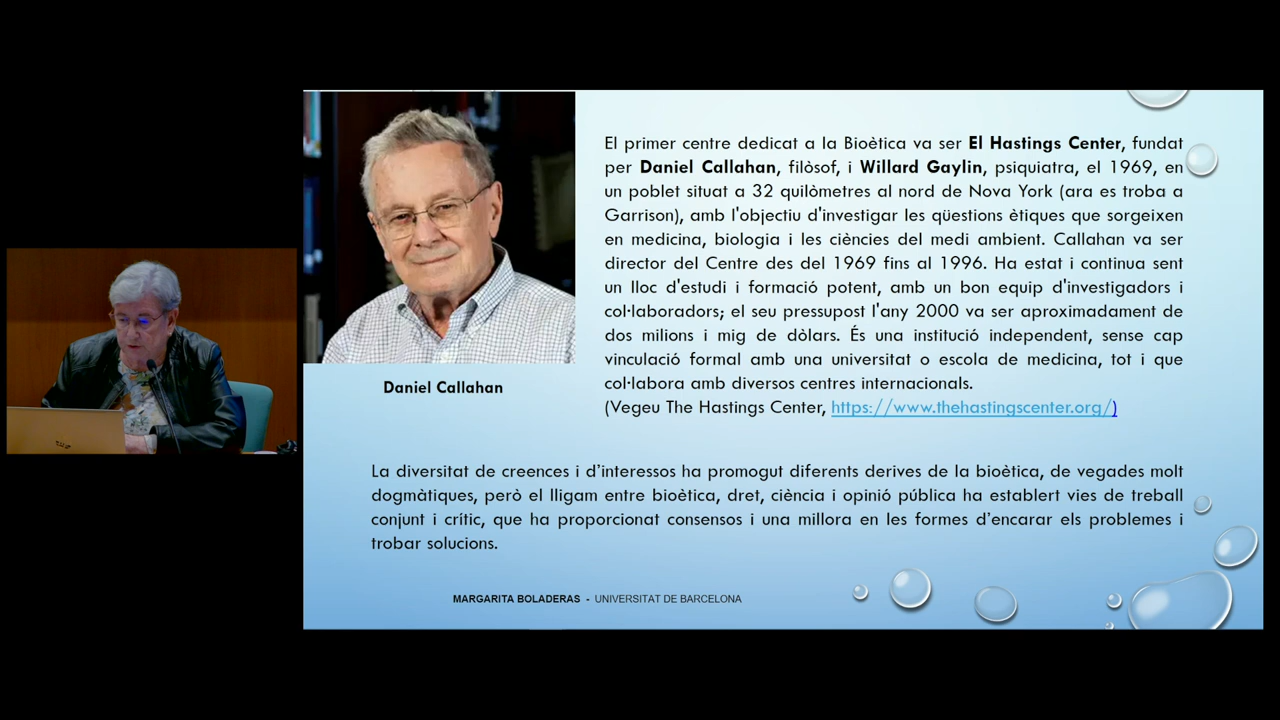 El primer centre dedicat a la Bioètica va ser El Hastings Center, fundat
per Daniel Callahan, filòsof, i Willard Gaylin, psiquiatra, el 1969, en
un poblet situat a 32 quilòmetres al nord de Nova York (ara es troba a
Garrison), amb l'objectiu d'investigar les qüestions ètiques que sorgeixen
en medicina, biologia i les ciències del medi ambient. Callahan va ser
director del Centre des del 1969 fins al 1996. Ha estat i continua sent
un lloc d'estudi i formació potent, amb un bon equip d'investigadors i
col·laboradors; el seu pressupost l'any 2000 va ser aproximadament de
dos milions i mig de dòlars. És una institució independent, sense cap
vinculació formal amb una universitat o escola de medicina, tot i que
col·labora amb diversos centres internacionals.
(Vegeu The Hastings Center, https://www.thehastingscenter.org/)
Daniel Callahan
La diversitat de creences i d’interessos ha promogut diferents derives de la bioètica, de vegades molt
dogmàtiques, però el lligam entre bioètica, dret, ciència i opinió pública ha establert vies de treball
conjunt i crític, que ha proporcionat consensos i una millora en les formes d’encarar els problemes i
trobar solucions.
MARGARITA BOLADERAS - UNIVERSITAT DE BARCELONA